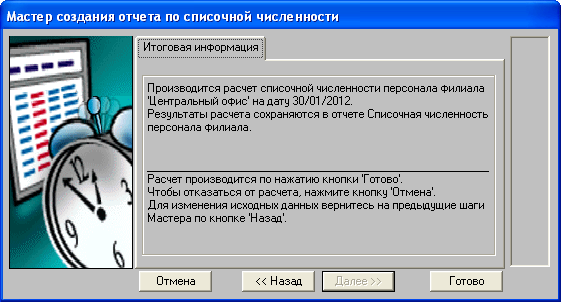 Мастер создания отчета по списочной численности
Итоговая информация
Производится расчет списочной численности персонала филиала
'Центральный офис' на дату 30/01/2012.
Результаты расчета сохраняются в отчете Списочная численность
персонала филиала.
Расчет производится по нажатию кнопки 'Готово'.
Чтобы отказаться от расчета, нажмите кнопку 'Отмена'.
Для изменения исходных данных вернитесь на предыдущие шаги
Мастера по кнопке 'Назад'.
12
9
6
Отмена
<< Назад
Далее >>
Готово